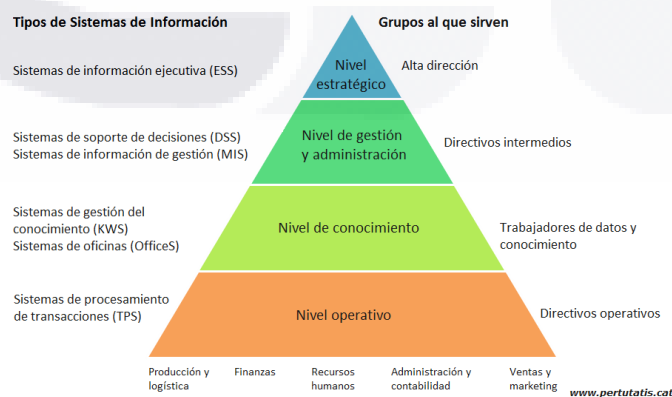 Tipos de Sistemas de Información
Grupos al que sirven
Sistemas de información ejecutiva (ESS)
Nivel
estratégico
Alta dirección
Sistemas de soporte de decisiones (DSS)
Sistemas de información de gestión (MIS)
Nivel de gestión
y administración
Directivos intermedios
Sistemas de gestión del
conocimiento (KWS)
Sistemas de oficinas (OfficeS)
Nivel de conocimiento
Trabajadores de datos y
conocimiento
Sistemas de procesamiento
de transacciones (TPS)
Nivel operativo
Directivos operativos
Producción y
logística
Finanzas
Recursos
humanos
Administración y
contabilidad
Ventas y
marketing
www.pertutatis.cat